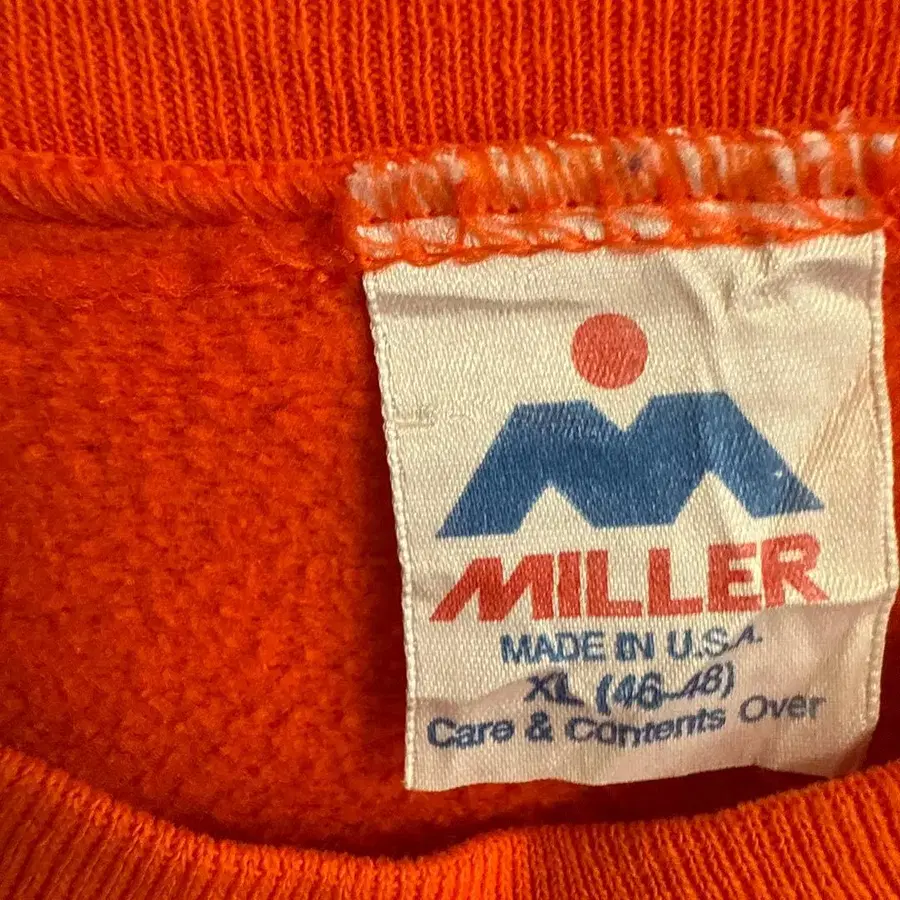 MILLER
MADE IN U.S.A.
XL (46-48)
Care & Contents Over